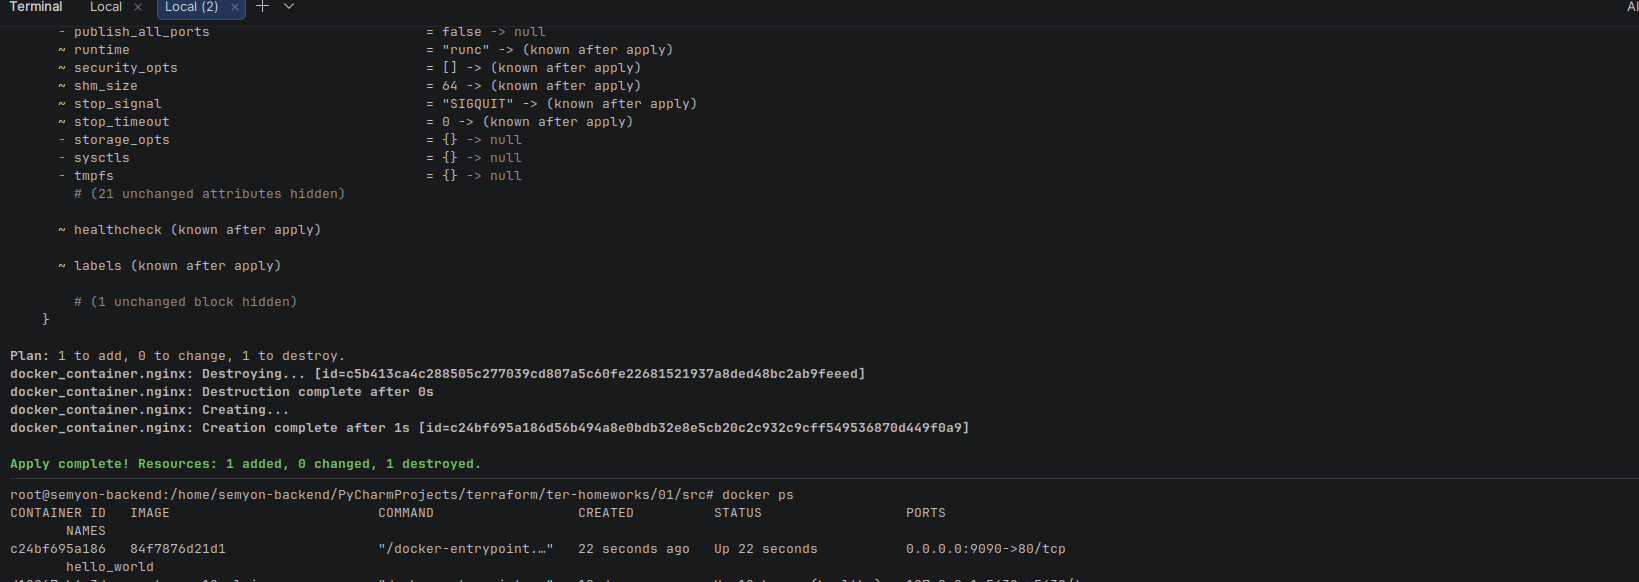 Terminal Local × Local (2) × + AI
- publish_all_ports = false -> null
~ runtime = "runc" -> (known after apply)
~ security_opts = [] -> (known after apply)
~ shm_size = 64 -> (known after apply)
~ stop_signal = "SIGQUIT" -> (known after apply)
~ stop_timeout = 0 -> (known after apply)
- storage_opts = {} -> null
- sysctls = {} -> null
- tmpfs = {} -> null
# (21 unchanged attributes hidden)
~ healthcheck (known after apply)
~ labels (known after apply)
# (1 unchanged block hidden)
}
Plan: 1 to add, 0 to change, 1 to destroy.
docker_container.nginx: Destroying... [id=c5b413ca4c288505c277039cd807a5c60fe22681521937a8ded48bc2ab9feeed]
docker_container.nginx: Destruction complete after 0s
docker_container.nginx: Creating...
docker_container.nginx: Creation complete after 1s [id=c24bf695a186d56b494a8e0bdb32e8e5cb20c2c932c9cff549536870d449f0a9]
Apply complete! Resources: 1 added, 0 changed, 1 destroyed.
root@semyon-backend:/home/semyon-backend/PyCharmProjects/terraform/ter-homeworks/01/src# docker ps
CONTAINER ID IMAGE COMMAND CREATED STATUS PORTS
NAMES
c24bf695a186 84f7876d21d1 "/docker-entrypoint.…" 22 seconds ago Up 22 seconds 0.0.0.0:9090->80/tcp
hello_world